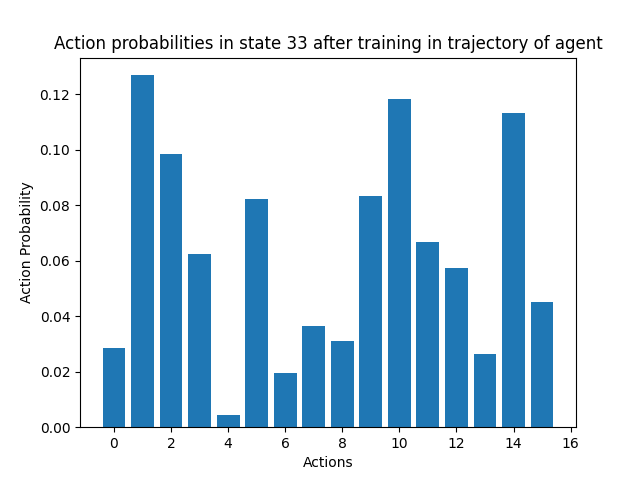 Action probabilities in state 33 after training in trajectory of agent
0.12
0.10
0.08
0.06
0.04
0.02
0.00
Action Probability
0 2 4 6 8 10 12 14 16
Actions